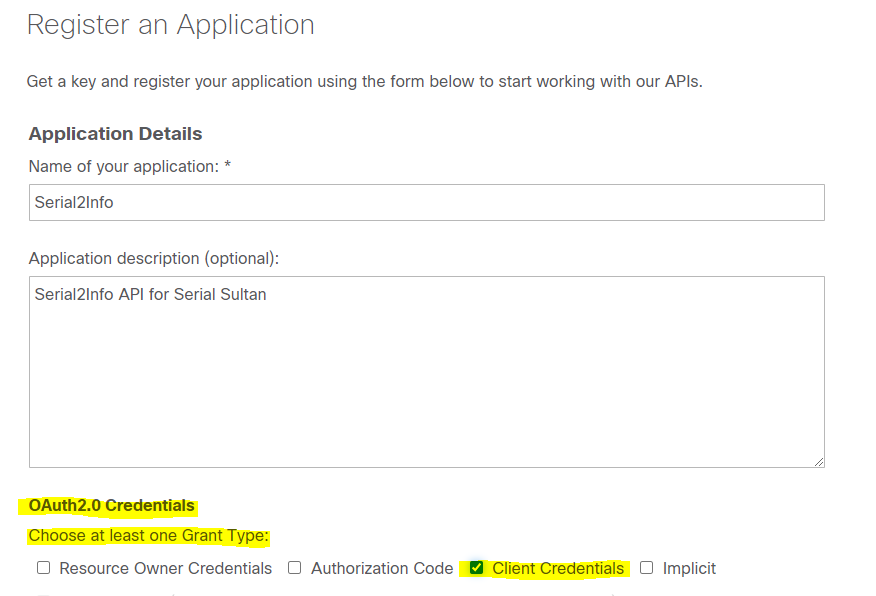 Register an Application
Get a key and register your application using the form below to start working with our APIs.
Application Details
Name of your application: *
Serial2Info
Application description (optional):
Serial2Info API for Serial Sultan
OAuth2.0 Credentials
Choose at least one Grant Type:
Resource Owner Credentials Authorization Code Client Credentials Implicit